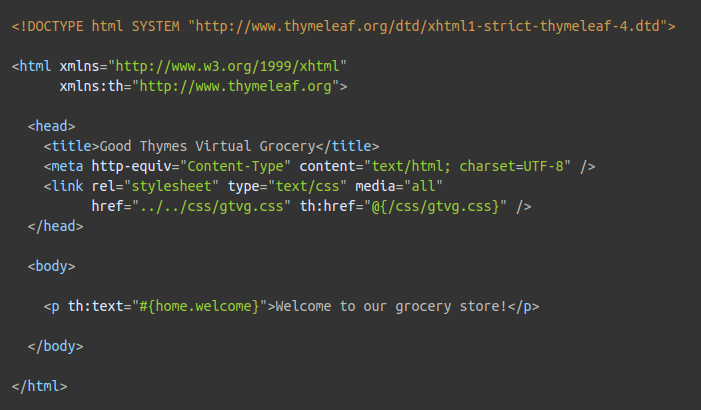 <!DOCTYPE html SYSTEM "http://www.thymeleaf.org/dtd/xhtml1-strict-thymeleaf-4.dtd">
<html xmlns="http://www.w3.org/1999/xhtml"
      xmlns:th="http://www.thymeleaf.org">
  <head>
    <title>Good Thymes Virtual Grocery</title>
    <meta http-equiv="Content-Type" content="text/html; charset=UTF-8" />
    <link rel="stylesheet" type="text/css" media="all"
          href="../../css/gtvg.css" th:href="@{/css/gtvg.css}" />
  </head>
  <body>
    <p th:text="#{home.welcome}">Welcome to our grocery store!</p>
  </body>
</html>